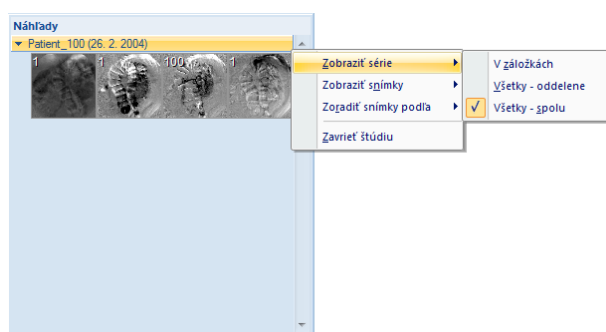 Náhľady
Patient_100 (26. 2. 2004)
1 1 100 1
Zobraziť série
Zobraziť snímky
Zoradiť snímky podľa
Zavrieť štúdiu
V záložkách
Všetky - oddelene
Všetky - spolu